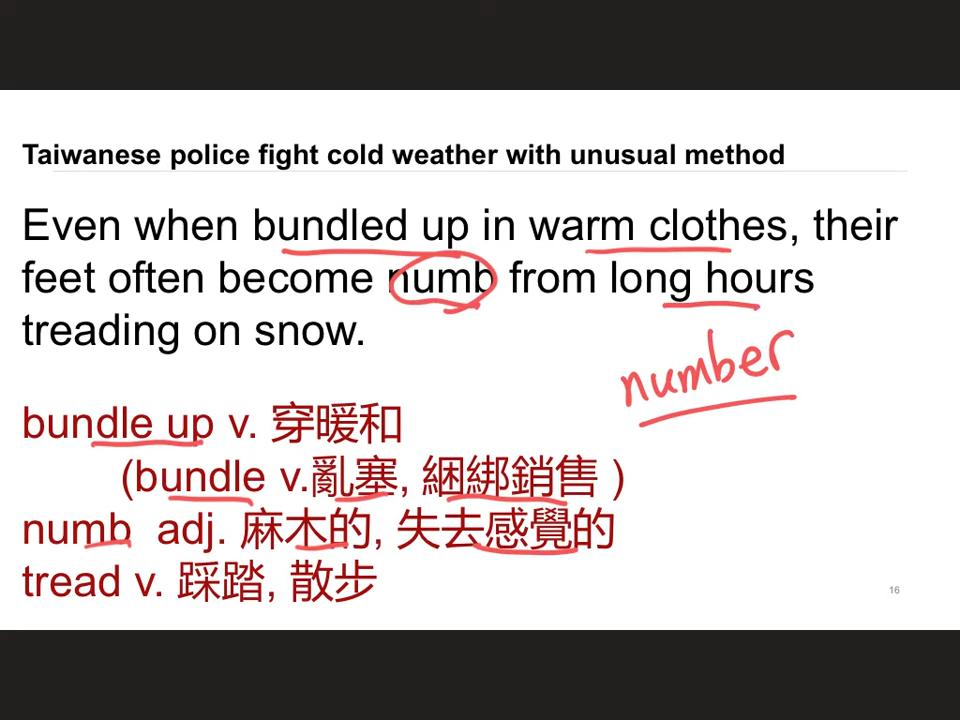 Taiwanese police fight cold weather with unusual method
Even when bundled up in warm clothes, their
feet often become numb from long hours
treading on snow.
number
bundle up v. 穿暖和
(bundle v.亂塞, 綑綁銷售 )
numb adj. 麻木的, 失去感覺的
tread v. 踩踏, 散步
16